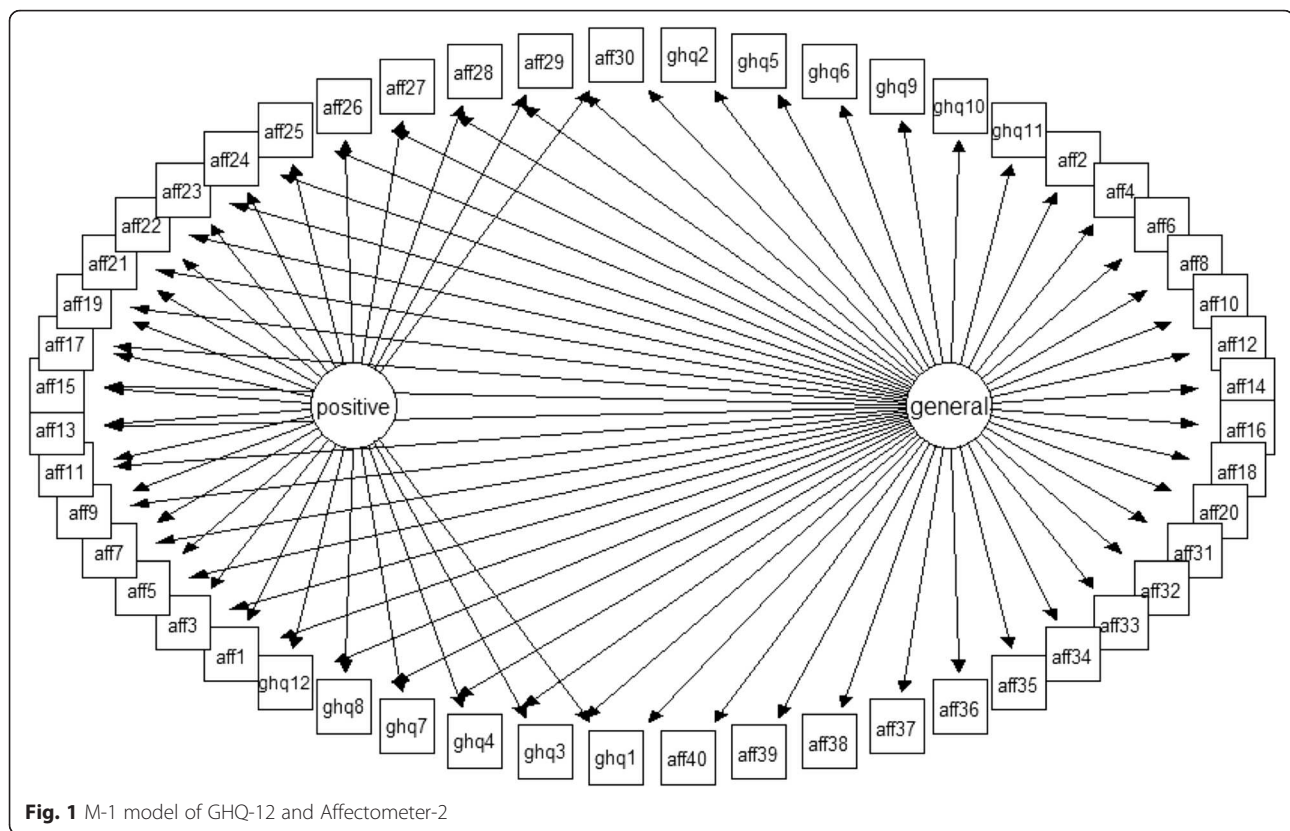 aff30
ghq2
ghq5
ghq6
ghq9
ghq10
ghq11
aff2
aff4
aff6
aff8
aff10
aff12
aff14
aff16
aff18
aff20
aff31
aff32
aff33
aff34
aff35
aff36
aff37
aff38
aff39
aff40
ghq1
ghq3
ghq4
ghq7
ghq8
ghq12
aff1
aff3
aff5
aff7
aff9
aff11
aff13
aff15
aff17
aff19
aff21
aff22
aff23
aff24
aff25
aff26
aff27
aff28
aff29
positive
general
Fig. 1 M-1 model of GHQ-12 and Affectometer-2